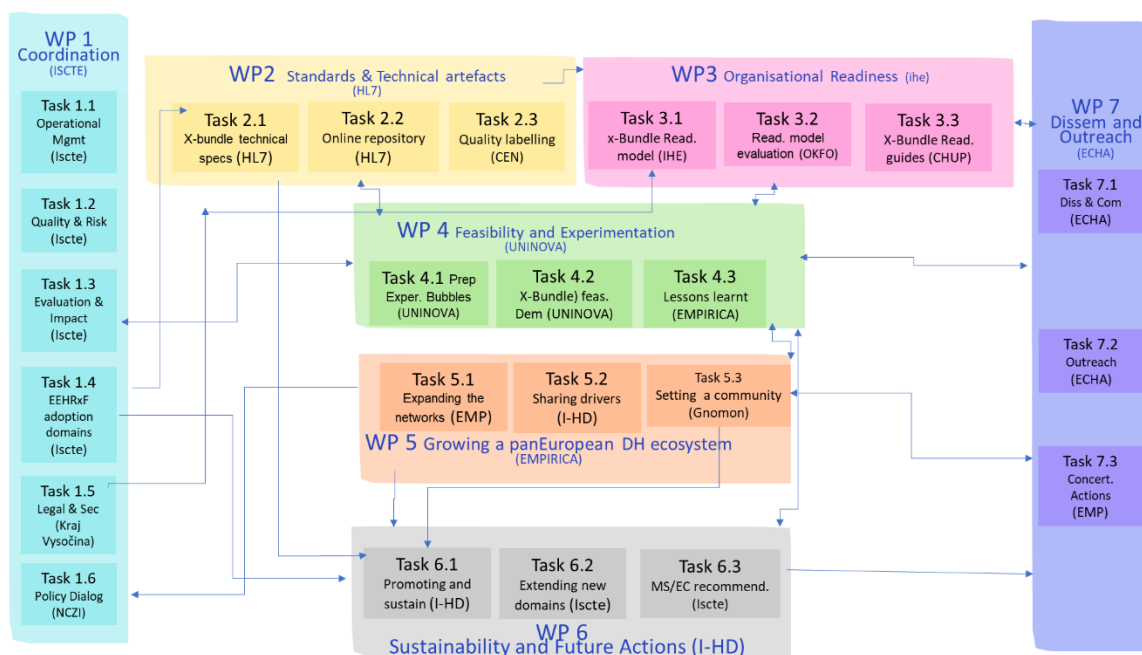 WP 1
Coordination
(ISCTE)
Task 1.1
Operational
Mgmt
(Iscte)
Task 1.2
Quality & Risk
(Iscte)
Task 1.3
Evaluation &
Impact
(Iscte)
Task 1.4
EEHRxF
adoption
domains
(Iscte)
Task 1.5
Legal & Sec
(Kraj
Vysočina)
Task 1.6
Policy Dialog
(NCZI)
WP2 Standards & Technical artefacts
(HL7)
Task 2.1
X-bundle technical
specs (HL7)
Task 2.2
Online repository
(HL7)
Task 2.3
Quality labelling
(CEN)
WP3 Organisational Readiness (ihe)
Task 3.1
x-Bundle Read.
model (IHE)
Task 3.2
Read. model
evaluation (OKFO)
Task 3.3
X-Bundle Read.
guides (CHUP)
WP 4 Feasibility and Experimentation
(UNINOVA)
Task 4.1 Prep
Exper. Bubbles
(UNINOVA)
Task 4.2
X-Bundle) feas.
Dem (UNINOVA)
Task 4.3
Lessons learnt
(EMPIRICA)
Task 5.1
Expanding the
networks (EMP)
Task 5.2
Sharing drivers
(I-HD)
Task 5.3
Setting a community
(Gnomon)
WP 5 Growing a panEuropean DH ecosystem
(EMPIRICA)
Task 6.1
Promoting and
sustain (I-HD)
Task 6.2
Extending new
domains (Iscte)
Task 6.3
MS/EC recommend.
(Iscte)
WP 6
Sustainability and Future Actions (I-HD)
WP 7
Dissem and
Outreach
(ECHA)
Task 7.1
Diss & Com
(ECHA)
Task 7.2
Outreach
(ECHA)
Task 7.3
Concert.
Actions
(EMP)